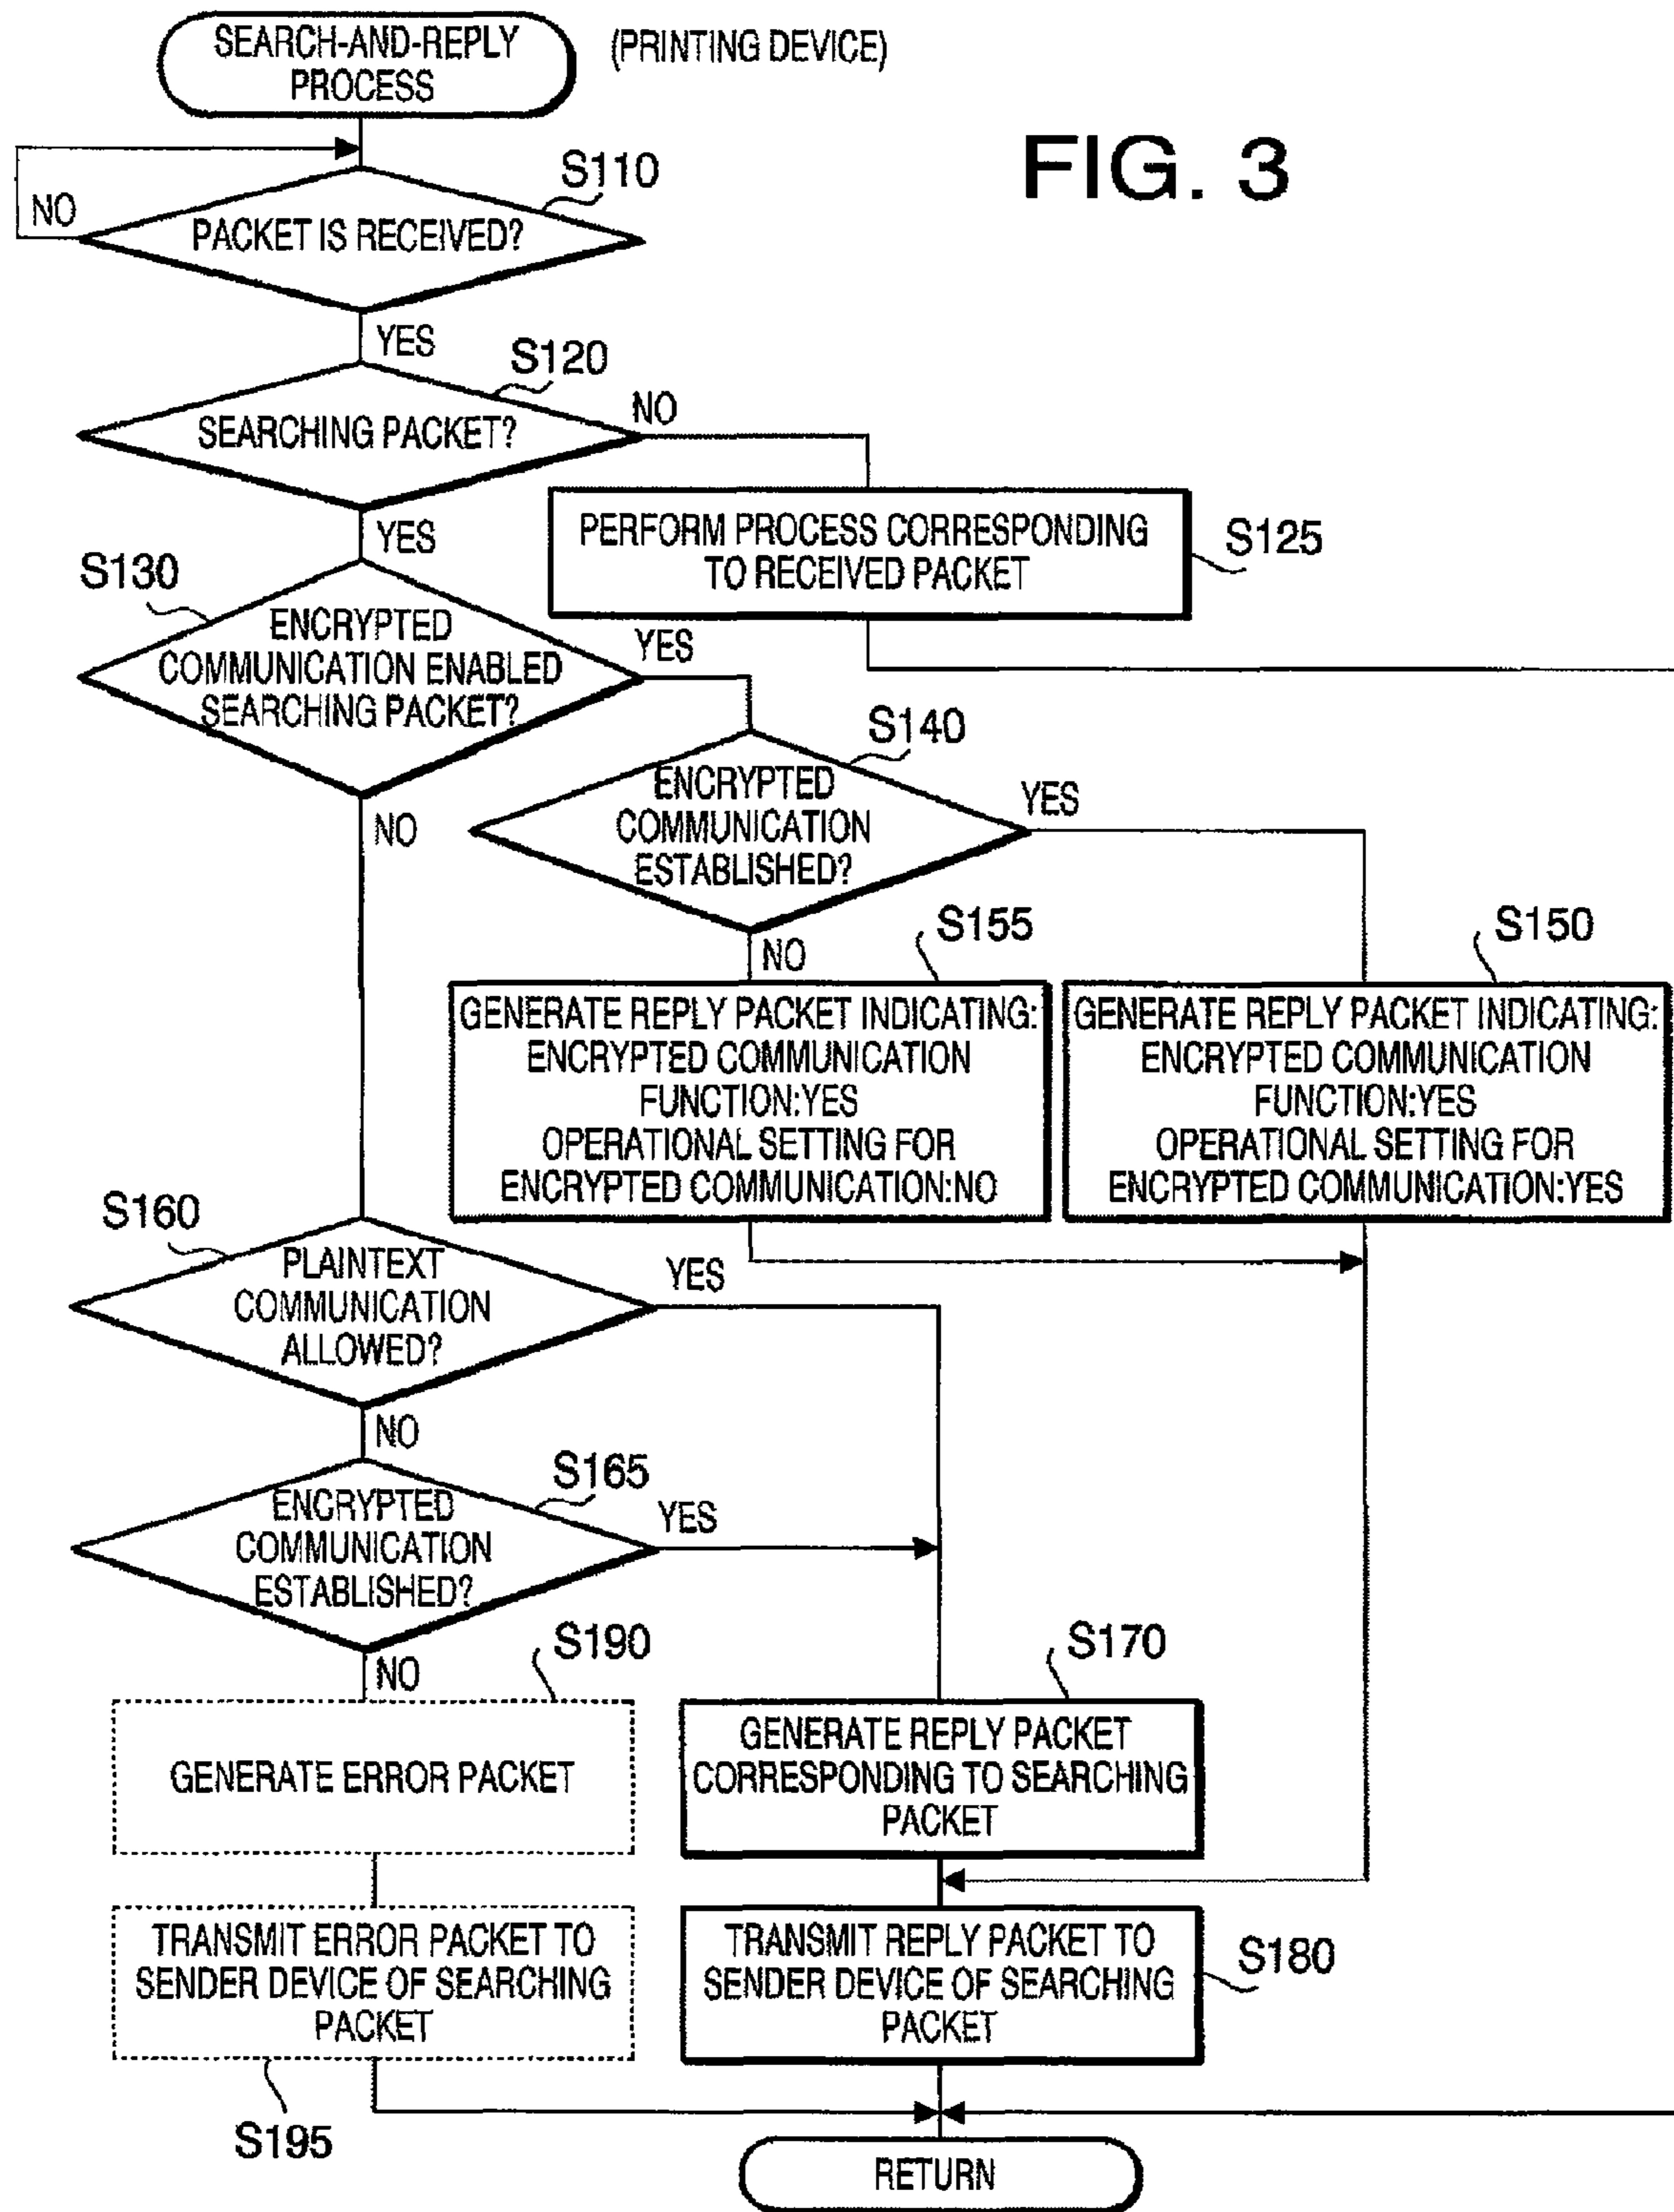 SEARCH-AND-REPLY
PROCESS
(PRINTING DEVICE)
FIG. 3
S110
NO
PACKET IS RECEIVED?
YES
S120
SEARCHING PACKET?
NO
YES
PERFORM PROCESS CORRESPONDING
TO RECEIVED PACKET
S125
S130
ENCRYPTED
COMMUNICATION ENABLED
SEARCHING PACKET?
YES
NO
S140
ENCRYPTED
COMMUNICATION
ESTABLISHED?
YES
NO
S155
GENERATE REPLY PACKET INDICATING:
ENCRYPTED COMMUNICATION
FUNCTION:YES
OPERATIONAL SETTING FOR
ENCRYPTED COMMUNICATION:NO
S150
GENERATE REPLY PACKET INDICATING:
ENCRYPTED COMMUNICATION
FUNCTION:YES
OPERATIONAL SETTING FOR
ENCRYPTED COMMUNICATION:YES
S160
PLAINTEXT
COMMUNICATION
ALLOWED?
YES
NO
S165
ENCRYPTED
COMMUNICATION
ESTABLISHED?
YES
NO
S190
GENERATE ERROR PACKET
S170
GENERATE REPLY PACKET
CORRESPONDING TO SEARCHING
PACKET
TRANSMIT ERROR PACKET TO
SENDER DEVICE OF SEARCHING
PACKET
S195
TRANSMIT REPLY PACKET TO
SENDER DEVICE OF SEARCHING
PACKET
S180
RETURN